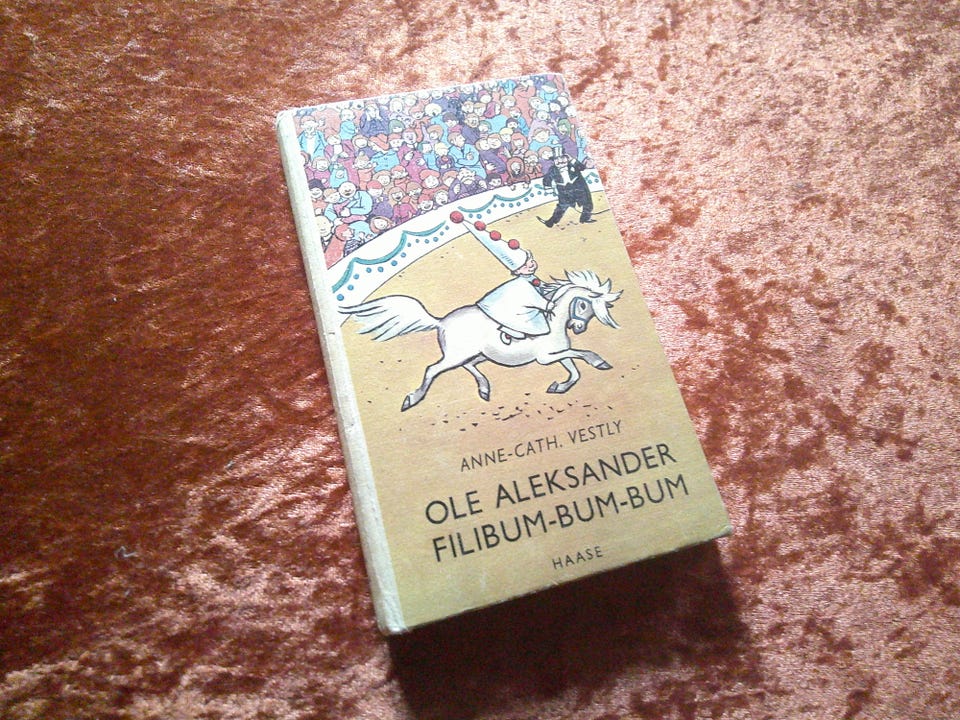 ANNE-CATH. VESTLY
OLE ALEKSANDER
FILIBUM-BUM-BUM
HAASE